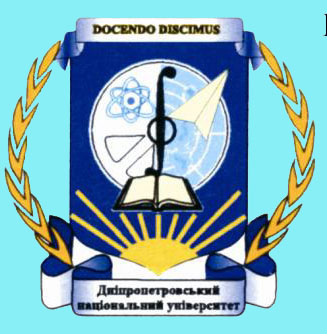 DOCENDO DISCIMUS
Дніпропетровський
національний університет